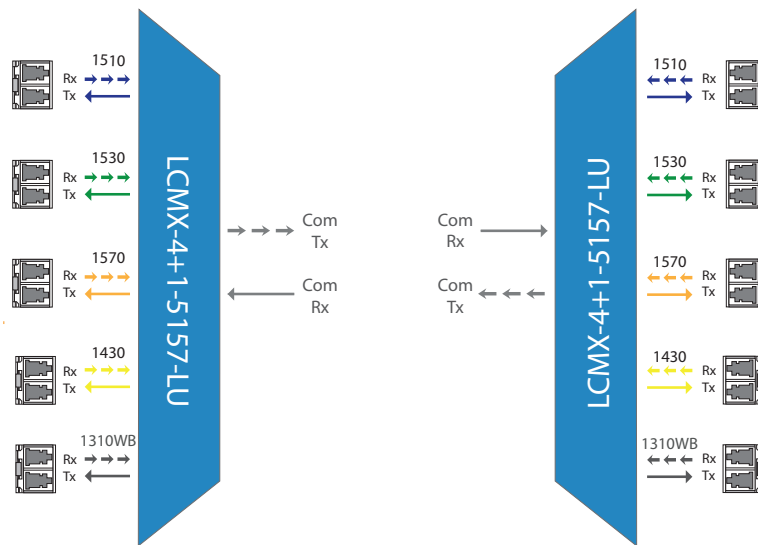 1510
Rx
Tx
1530
Rx
Tx
1570
Rx
Tx
1430
Rx
Tx
1310WB
Rx
Tx
LCMX-4+1-5157-LU
Com
Tx
Com
Rx
Com
Rx
Com
Tx
LCMX-4+1-5157-LU
1510
Rx
Tx
1530
Rx
Tx
1570
Rx
Tx
1430
Rx
Tx
1310WB
Rx
Tx